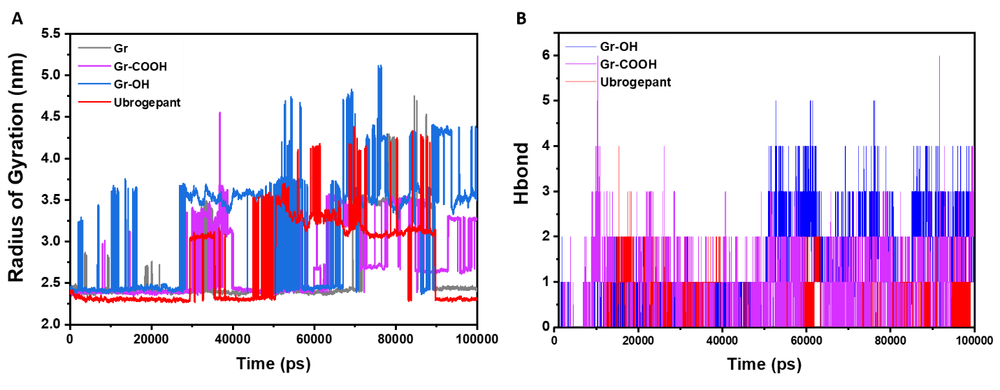 A
Radius of Gyration (nm)
5.5
5.0
4.5
4.0
3.5
3.0
2.5
2.0
Gr
Gr-COOH
Gr-OH
Ubrogepant
0
20000
40000
60000
80000
100000
Time (ps)
B
Hbond
6
5
4
3
2
1
0
Gr-OH
Gr-COOH
Ubrogepant
0
20000
40000
60000
80000
100000
Time (ps)